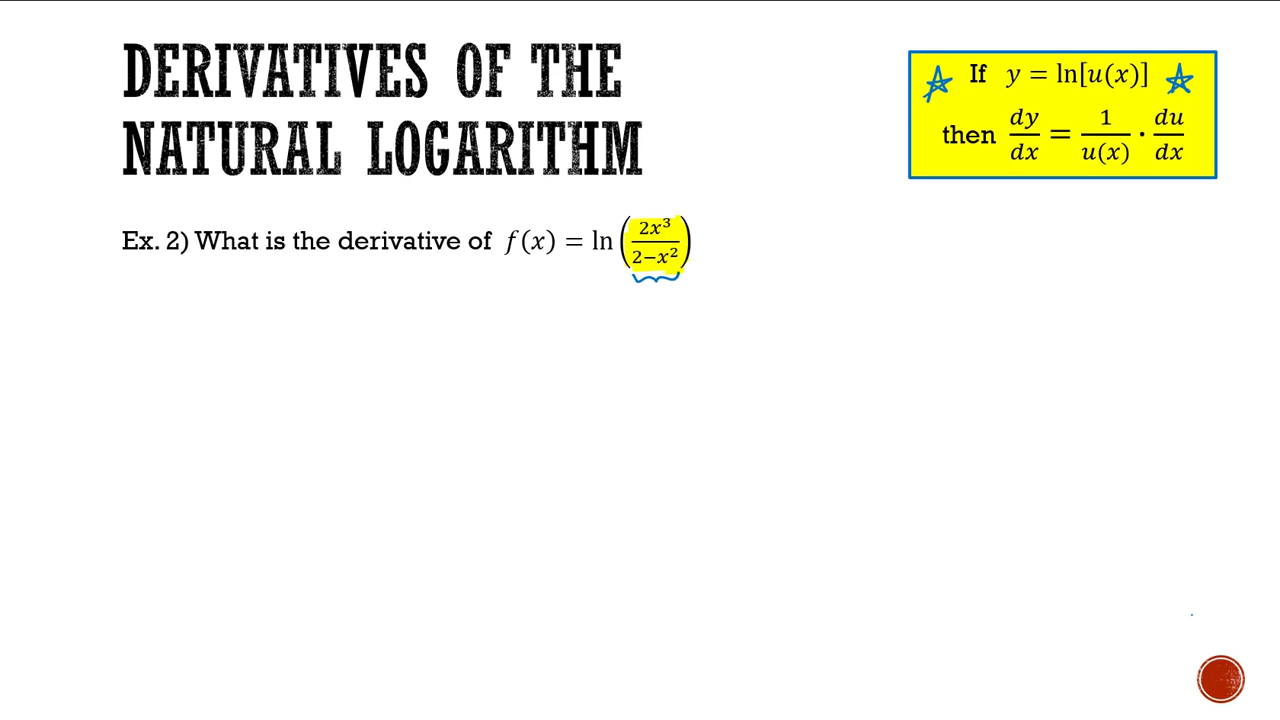 DERIVATIVES OF THE
NATURAL LOGARITHM
If y = ln[u(x)]
then dy/dx = 1/u(x) · du/dx
Ex. 2) What is the derivative of f(x) = ln(2x³/2−x²)